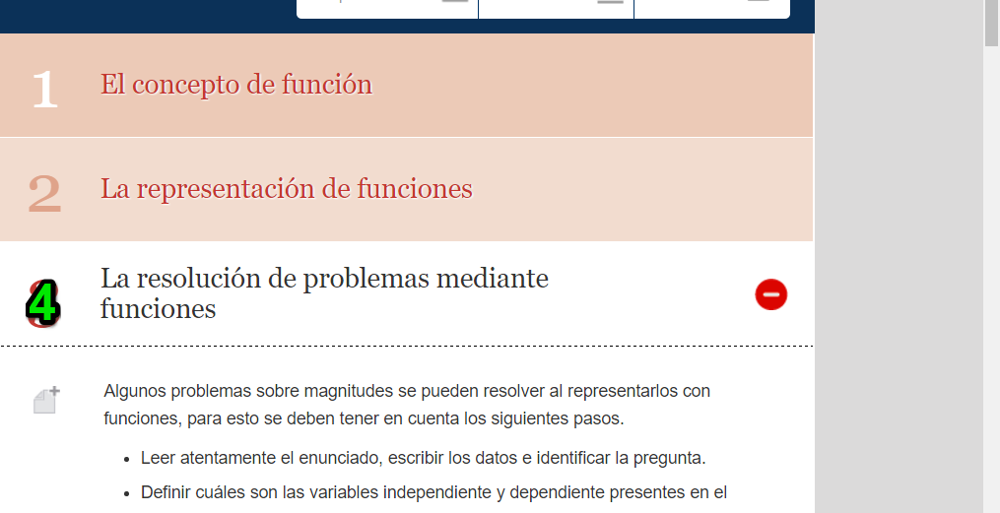 1
El concepto de función
2
La representación de funciones
4
La resolución de problemas mediante
funciones
Algunos problemas sobre magnitudes se pueden resolver al representarlos con
funciones, para esto se deben tener en cuenta los siguientes pasos.
• Leer atentamente el enunciado, escribir los datos e identificar la pregunta.
• Definir cuáles son las variables independiente y dependiente presentes en el